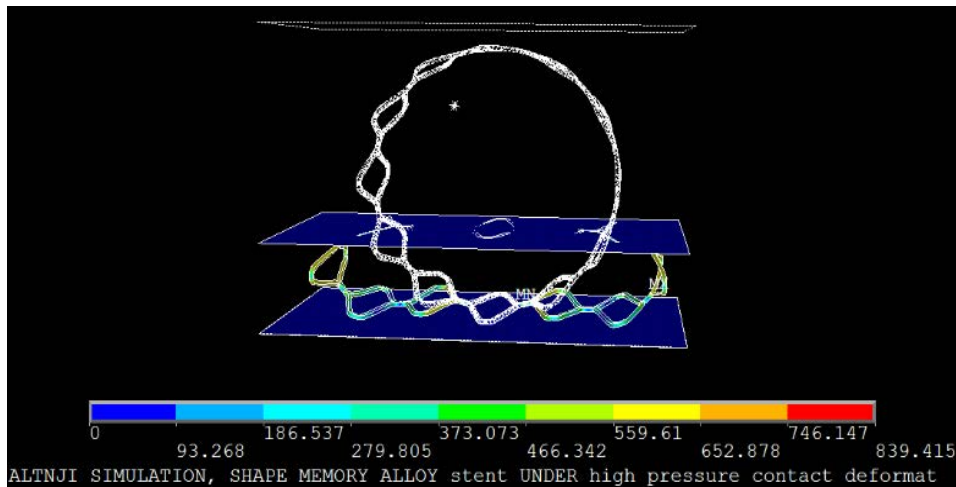 MN
0 186.537 373.073 559.61 746.147
93.268 279.805 466.342 652.878 839.415
ALTNJI SIMULATION, SHAPE MEMORY ALLOY stent UNDER high pressure contact deformat